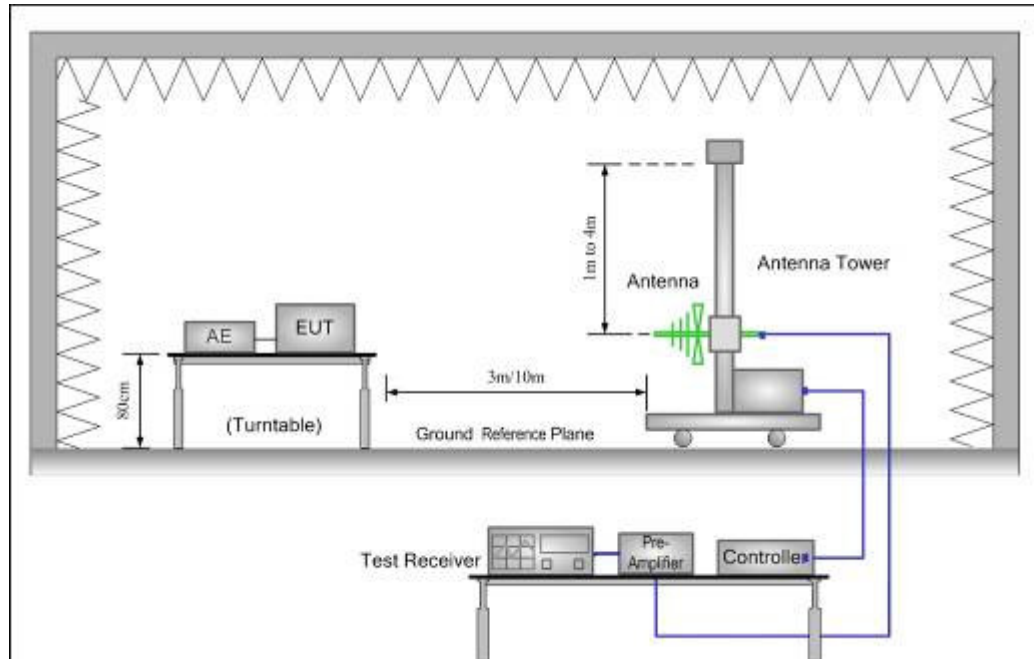 1m to 4m
Antenna
Antenna Tower
AE
EUT
80cm
3m/10m
(Turntable)
Ground Reference Plane
Test Receiver
Pre-
Amplifier
Controller